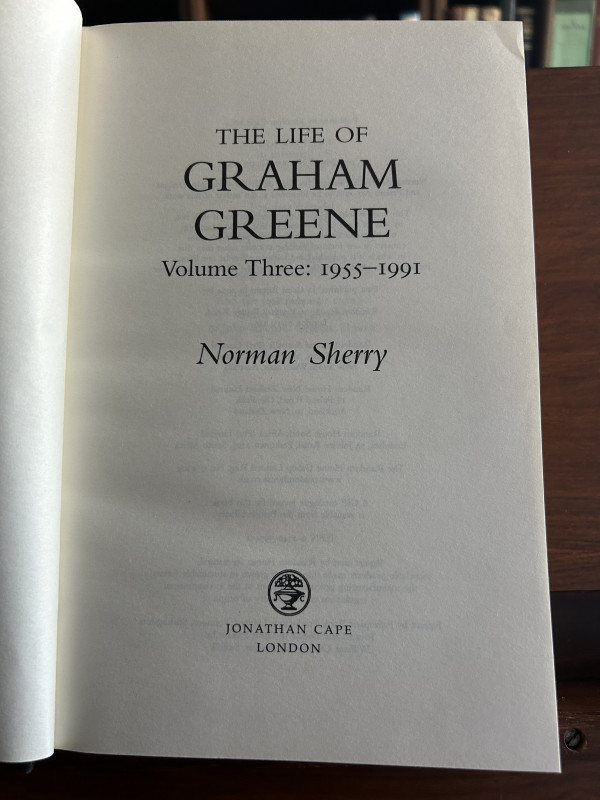 THE LIFE OF
GRAHAM
GREENE
Volume Three: 1955–1991
Norman Sherry
J C
JONATHAN CAPE
LONDON